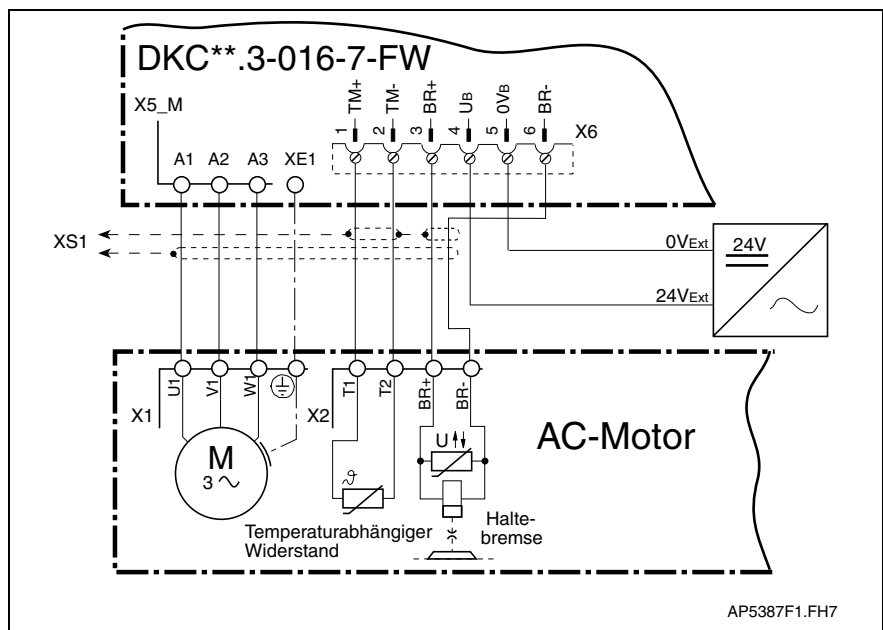 DKC**.3-016-7-FW
X5_M
TM+
TM-
BR+
UB
0VB
BR-
1
2
3
4
5
6
X6
A1
A2
A3
XE1
XS1
0VExt
24V
24VExt
U1
V1
W1
T1
T2
BR+
BR-
X1
X2
AC-Motor
U
M
3
ϑ
Temperaturabhängiger
Widerstand
Halte-
bremse
AP5387F1.FH7